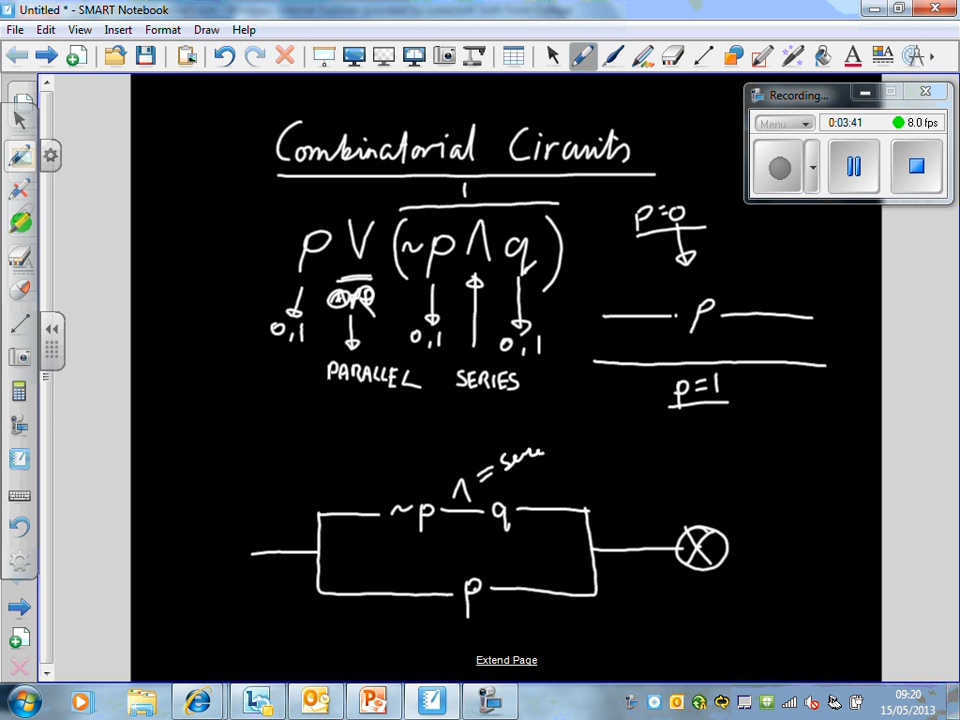 Untitled * - SMART Notebook
File Edit View Insert Format Draw Help
Recording...
Menu 0:03:41 8.0 fps
Combinatorial Circuits
1
p V (~p Λ q)
p=0
0,1 0,1 0,1
PARALLEL SERIES
p
p=1
Λ =
~p q
p
Extend Page
09:20
15/05/2013